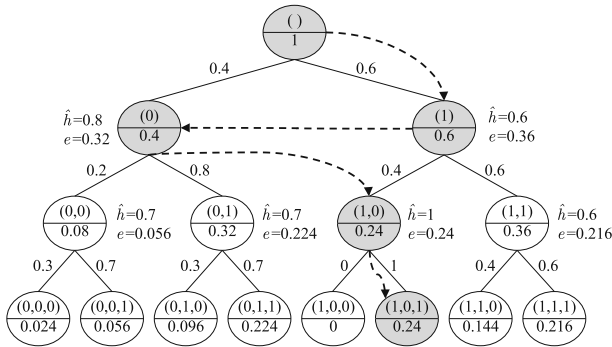 ( )
1
0.4 0.6
ĥ=0.8 (0) (1) ĥ=0.6
e=0.32 0.4 0.6 e=0.36
0.2 0.8 0.4 0.6
(0,0) ĥ=0.7 (0,1) ĥ=0.7 (1,0) ĥ=1 (1,1) ĥ=0.6
0.08 e=0.056 0.32 e=0.224 0.24 e=0.24 0.36 e=0.216
0.3 0.7 0.3 0.7 0 1 0.4 0.6
(0,0,0) (0,0,1) (0,1,0) (0,1,1) (1,0,0) (1,0,1) (1,1,0) (1,1,1)
0.024 0.056 0.096 0.224 0 0.24 0.144 0.216